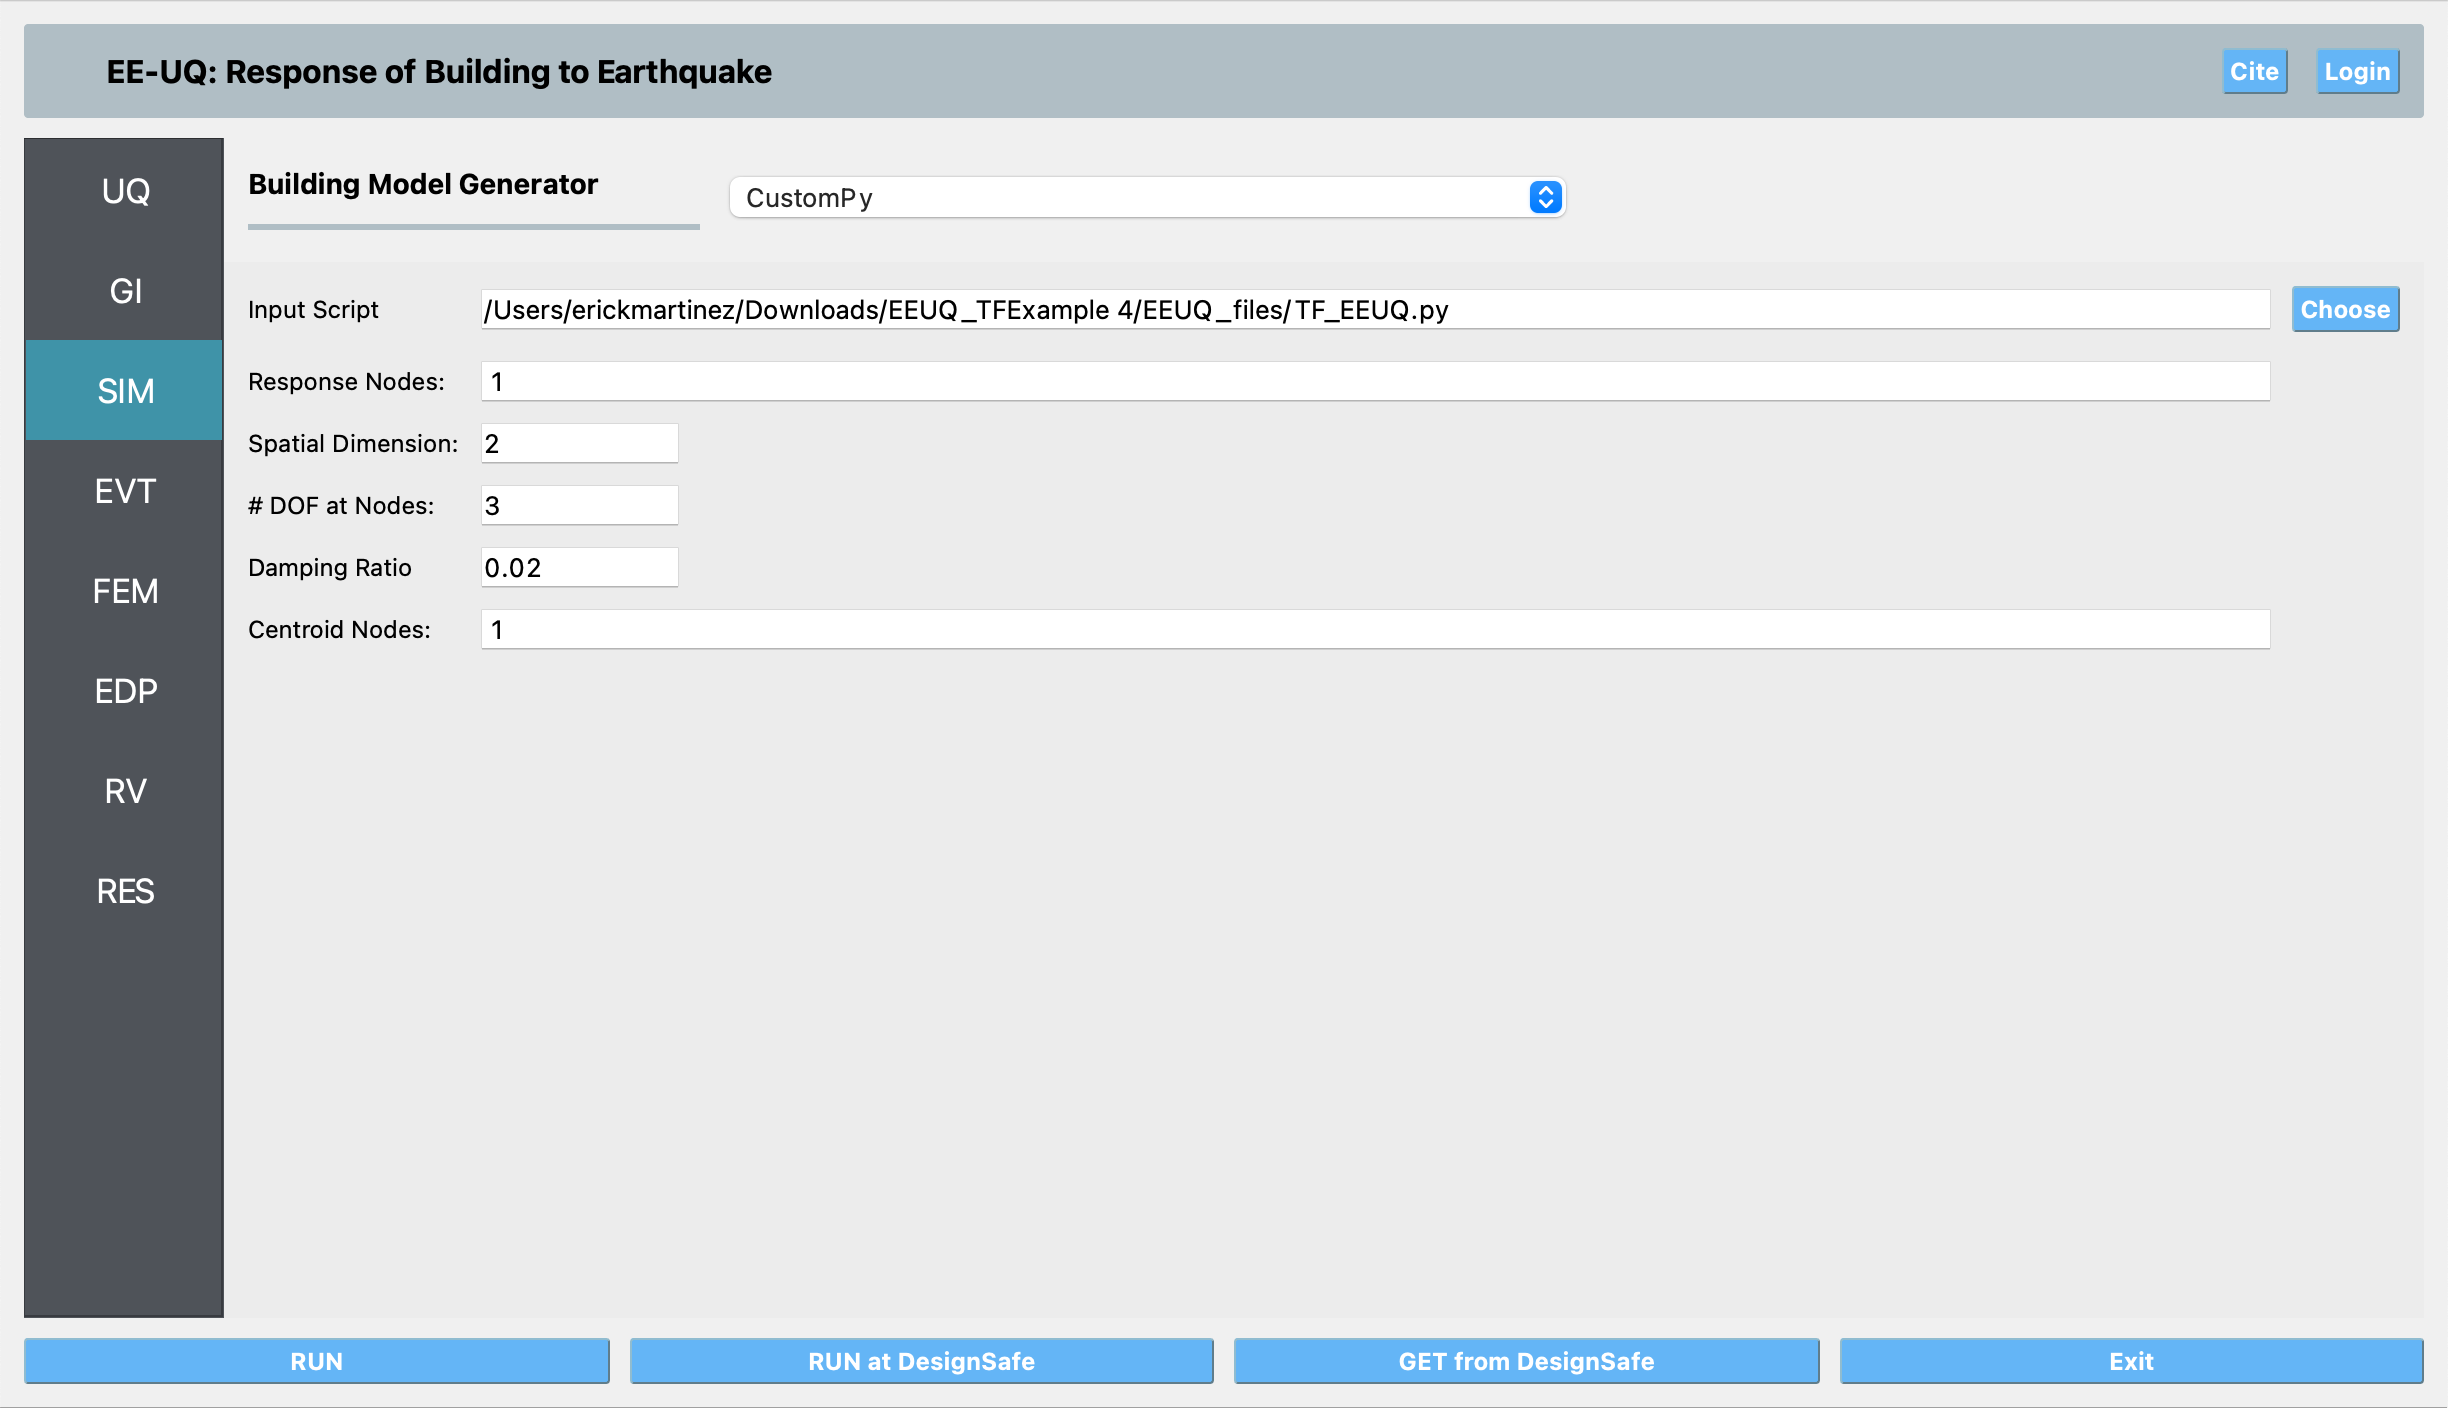 EE-UQ: Response of Building to Earthquake
Cite
Login
UQ
GI
SIM
EVT
FEM
EDP
RV
RES
Building Model Generator
CustomPy
Input Script
/Users/erickmartinez/Downloads/EEUQ_TFExample 4/EEUQ_files/TF_EEUQ.py
Choose
Response Nodes:
1
Spatial Dimension:
2
# DOF at Nodes:
3
Damping Ratio
0.02
Centroid Nodes:
1
RUN
RUN at DesignSafe
GET from DesignSafe
Exit